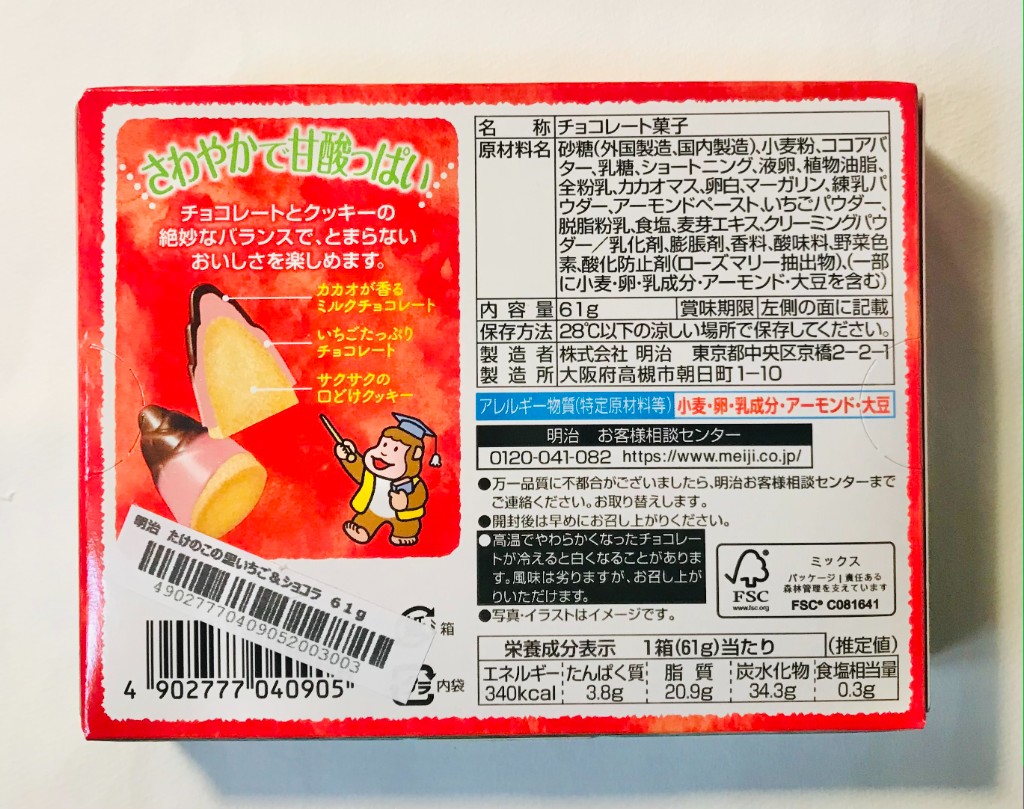 さわやかで甘酸っぱい
チョコレートとクッキーの
絶妙なバランスで、とまらない
おいしさを楽しめます。
カカオが香る
ミルクチョコレート
いちごたっぷり
チョコレート
サクサクの
口どけクッキー
明治 たけのこの里いちご&ショコラ 61g
49027770409052003003
4 902777 040905
箱
内袋
名称 チョコレート菓子
原材料名 砂糖(外国製造、国内製造)、小麦粉、ココアバ
ター、乳糖、ショートニング、液卵、植物油脂、
全粉乳、カカオマス、卵白、マーガリン、練乳パ
ウダー、アーモンドペースト、いちごパウダー、
脱脂粉乳、食塩、麦芽エキス、クリーミングパウ
ダー/乳化剤、膨脹剤、香料、酸味料、野菜色
素、酸化防止剤(ローズマリー抽出物)、(一部
に小麦・卵・乳成分・アーモンド・大豆を含む)
内容量 61g 賞味期限 左側の面に記載
保存方法 28℃以下の涼しい場所で保存してください。
製造者 株式会社 明治 東京都中央区京橋2-2-1
製造所 大阪府高槻市朝日町1-10
アレルギー物質(特定原材料等) 小麦・卵・乳成分・アーモンド・大豆
明治 お客様相談センター
0120-041-082 https://www.meiji.co.jp/
●万一品質に不都合がございましたら、明治お客様相談センターまで
ご連絡ください。お取り替えします。
●開封後は早めにお召し上がりください。
●高温でやわらかくなったチョコレー
トが冷えると白くなることがありま
す。風味は劣りますが、お召し上が
りいただけます。
●写真・イラストはイメージです。
FSC
www.fsc.org
ミックス
パッケージ|責任ある
森林管理を支えています
FSC® C081641
栄養成分表示 1箱(61g)当たり (推定値)
エネルギー たんぱく質 脂質 炭水化物 食塩相当量
340kcal 3.8g 20.9g 34.3g 0.3g